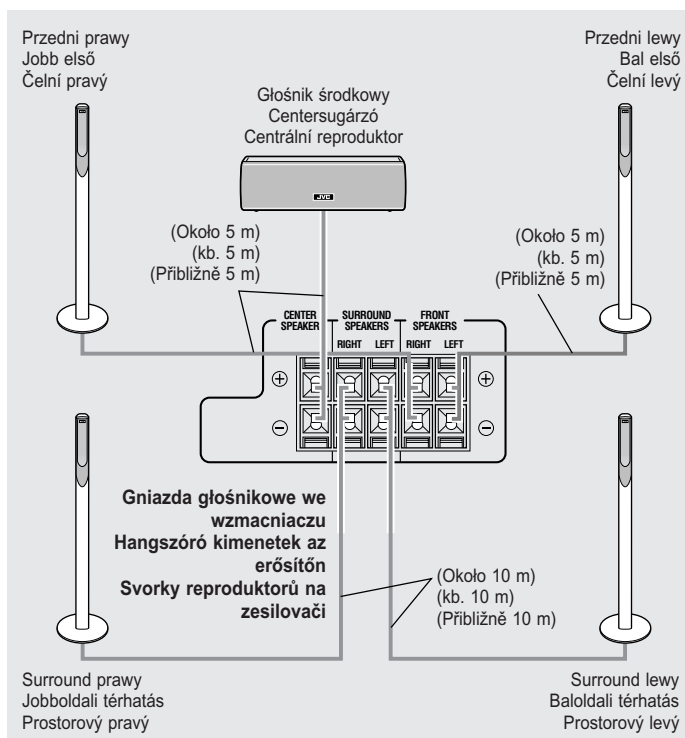 Przedni prawy
Jobb első
Čelní pravý
Przedni lewy
Bal első
Čelní levý
Głośnik środkowy
Centersugárzó
Centrální reproduktor
JVC
(Około 5 m)
(kb. 5 m)
(Přibližně 5 m)
(Około 5 m)
(kb. 5 m)
(Přibližně 5 m)
CENTER
SPEAKER
SURROUND
SPEAKERS
FRONT
SPEAKERS
RIGHT LEFT RIGHT LEFT
+ +
− −
Gniazda głośnikowe we
wzmacniaczu
Hangszóró kimenetek az
erősítőn
Svorky reproduktorů na
zesilovači
(Około 10 m)
(kb. 10 m)
(Přibližně 10 m)
Surround prawy
Jobboldali térhatás
Prostorový pravý
Surround lewy
Baloldali térhatás
Prostorový levý